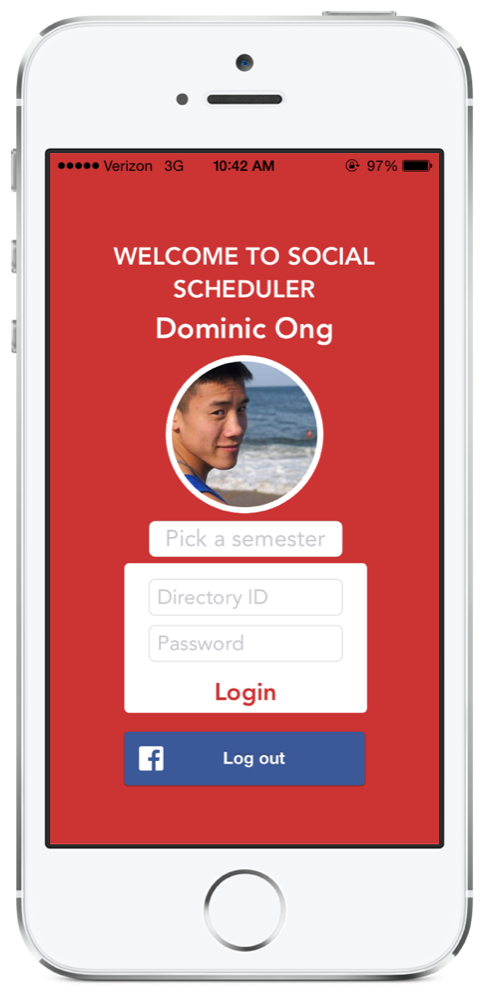 ●●●●● Verizon 3G 10:42 AM 97%
WELCOME TO SOCIAL
SCHEDULER
Dominic Ong
Pick a semester
Directory ID
Password
Login
Log out